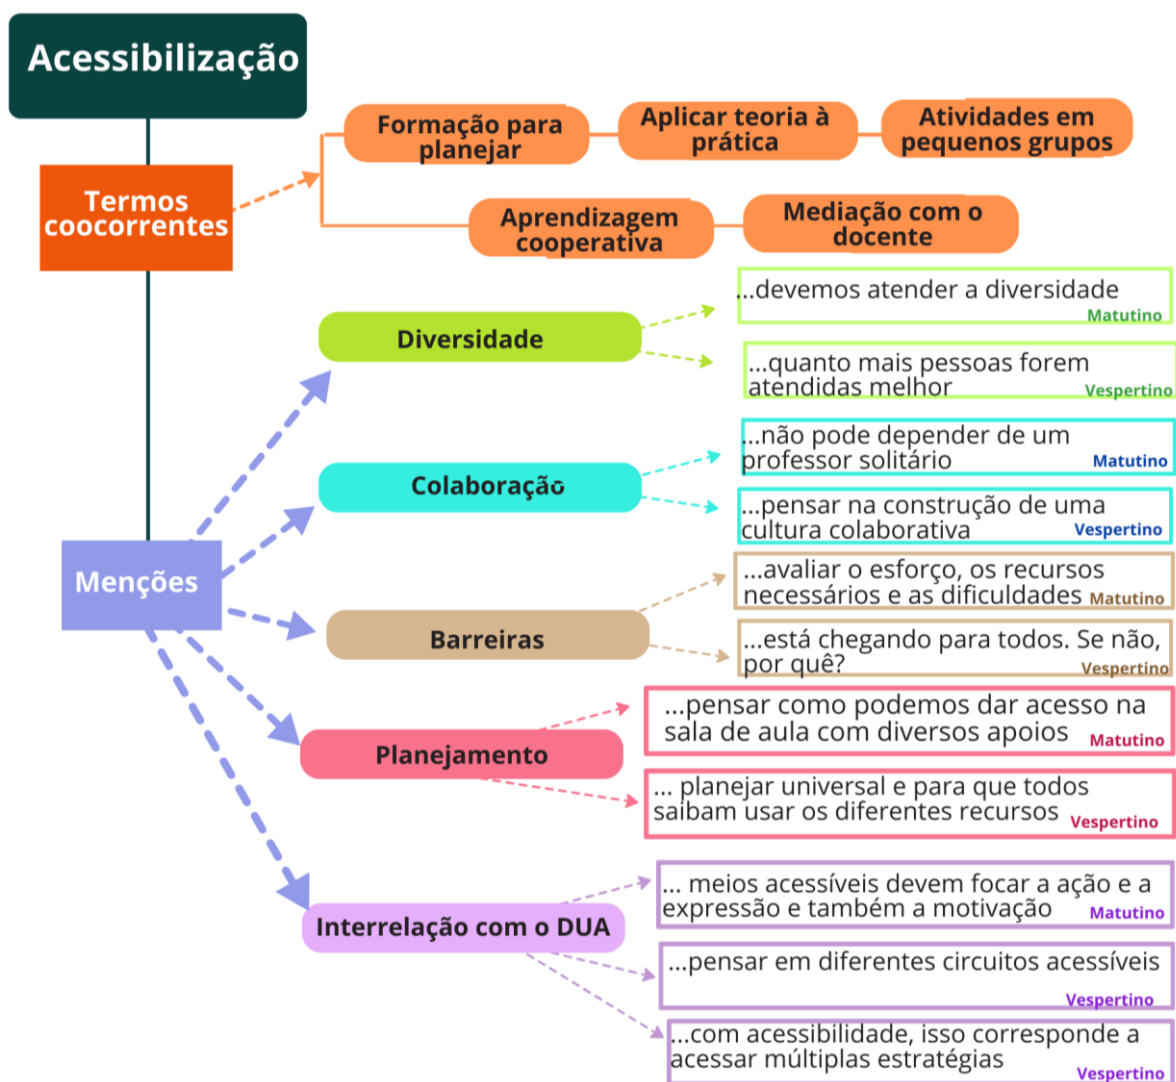 Acessibilização
Termos
coocorrentes
Formação para
planejar
Aplicar teoria à
prática
Atividades em
pequenos grupos
Aprendizagem
cooperativa
Mediação com o
docente
Menções
Diversidade
...devemos atender a diversidade
Matutino
...quanto mais pessoas forem
atendidas melhor
Vespertino
Colaboração
...não pode depender de um
professor solitário
Matutino
...pensar na construção de uma
cultura colaborativa
Vespertino
Barreiras
...avaliar o esforço, os recursos
necessários e as dificuldades
Matutino
...está chegando para todos. Se não,
por quê?
Vespertino
Planejamento
...pensar como podemos dar acesso na
sala de aula com diversos apoios
Matutino
... planejar universal e para que todos
saibam usar os diferentes recursos
Vespertino
Interrelação com o DUA
... meios acessíveis devem focar a ação e a
expressão e também a motivação
Matutino
...pensar em diferentes circuitos acessíveis
Vespertino
...com acessibilidade, isso corresponde a
acessar múltiplas estratégias
Vespertino